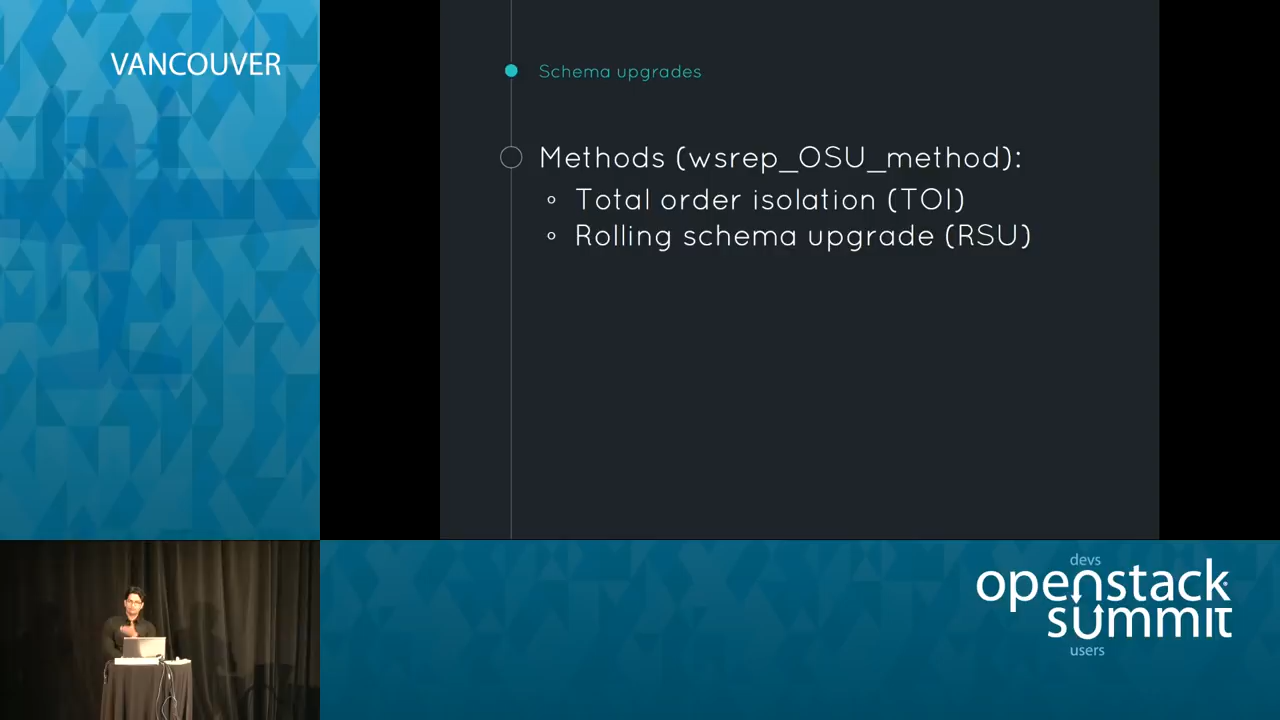 VANCOUVER
Schema upgrades
Methods (wsrep_OSU_method):
Total order isolation (TOI)
Rolling schema upgrade (RSU)
devs
openstack
summit
users